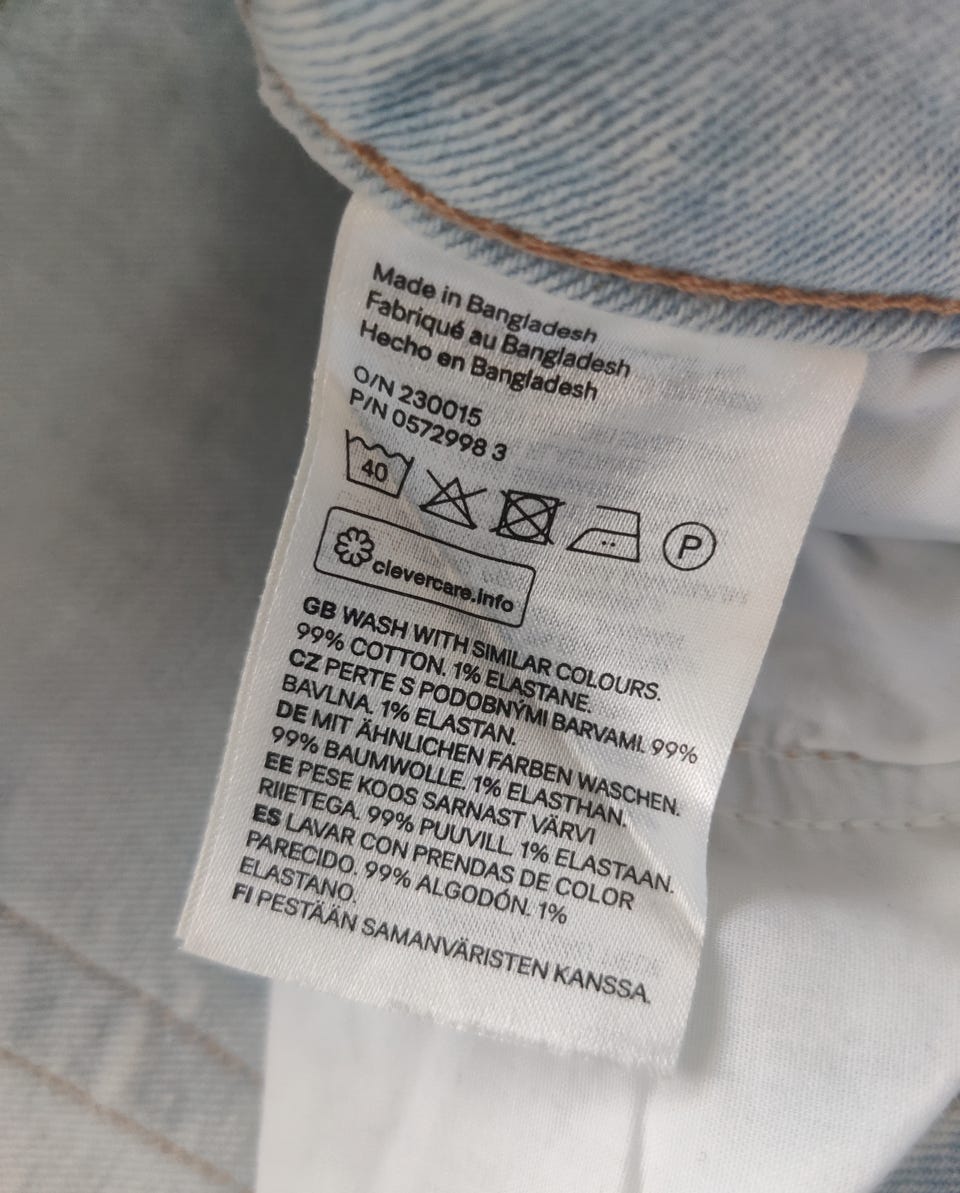 Made in Bangladesh
Fabriqué au Bangladesh
Hecho en Bangladesh
O/N 230015
P/N 0572998 3
40
P
clevercare.info
GB WASH WITH SIMILAR COLOURS.
99% COTTON. 1% ELASTANE.
CZ PERTE S PODOBNÝMI BARVAMI. 99%
BAVLNA. 1% ELASTAN.
DE MIT ÄHNLICHEN FARBEN WASCHEN.
99% BAUMWOLLE. 1% ELASTHAN.
EE PESE KOOS SARNAST VÄRVI
RIIETEGA. 99% PUUVILL. 1% ELASTAAN.
ES LAVAR CON PRENDAS DE COLOR
PARECIDO. 99% ALGODÓN. 1%
ELASTANO.
FI PESTÄÄN SAMANVÄRISTEN KANSSA.